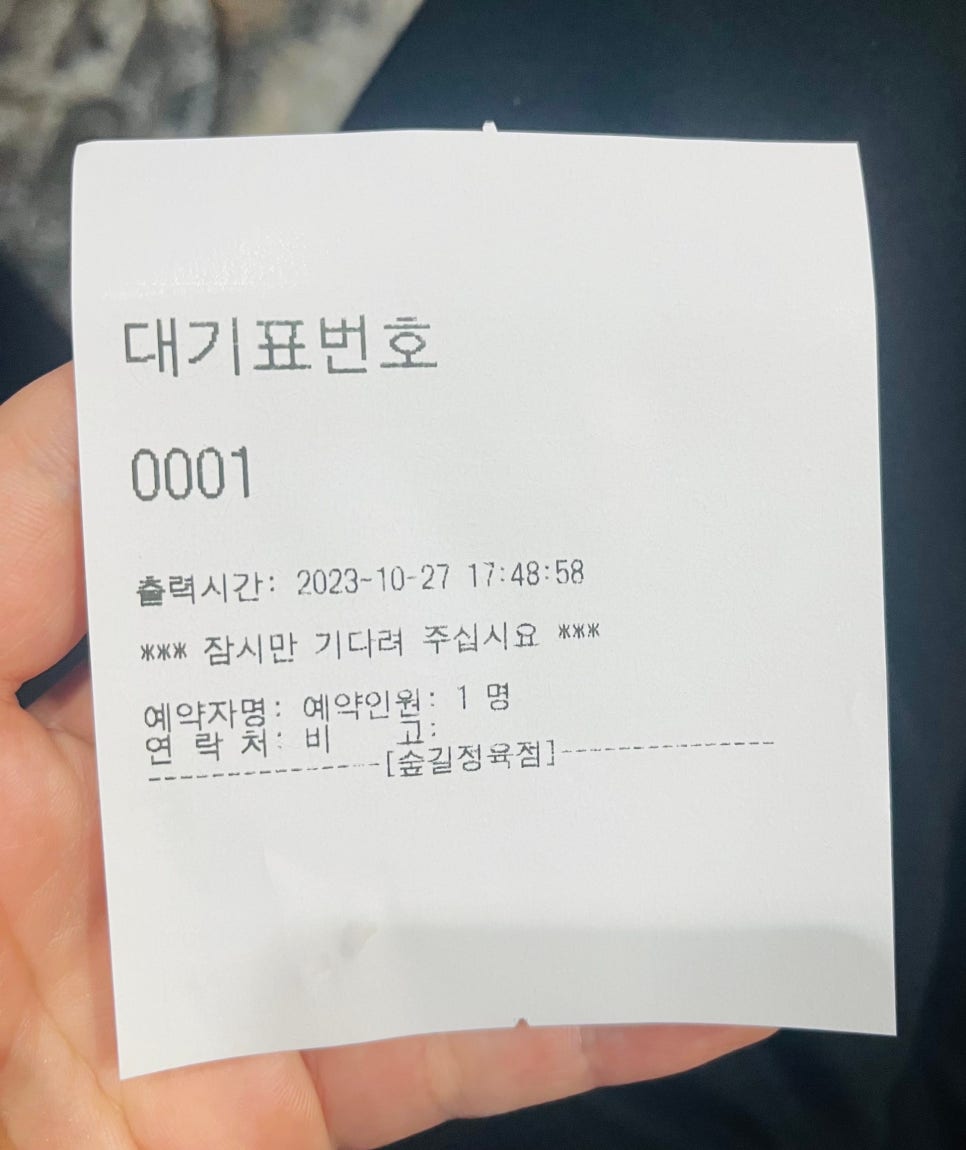 대기표번호
0001
출력시간: 2023-10-27 17:48:58
*** 잠시만 기다려 주십시요 ***
예약자명: 예약인원: 1 명
연 락 처: 비 고:
----------------[숲길정육점]----------------